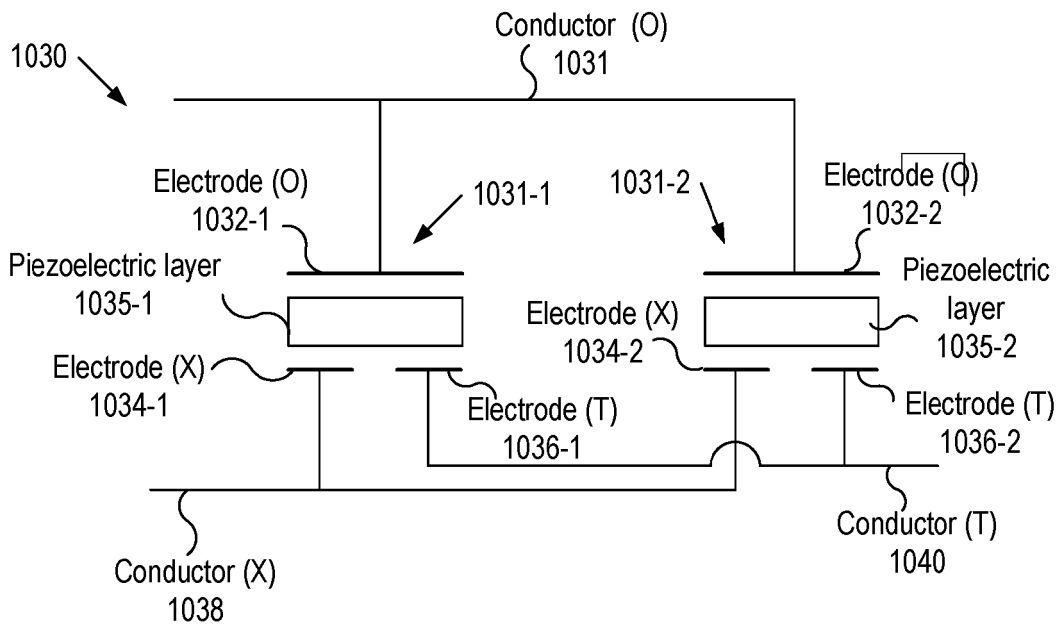 Conductor (O)
1031
1030
Electrode (O)
1032-1
1031-1
1031-2
Electrode (O)
1032-2
Piezoelectric layer
1035-1
Piezoelectric
layer
1035-2
Electrode (X)
1034-2
Electrode (X)
1034-1
Electrode (T)
1036-1
Electrode (T)
1036-2
Conductor (T)
1040
Conductor (X)
1038